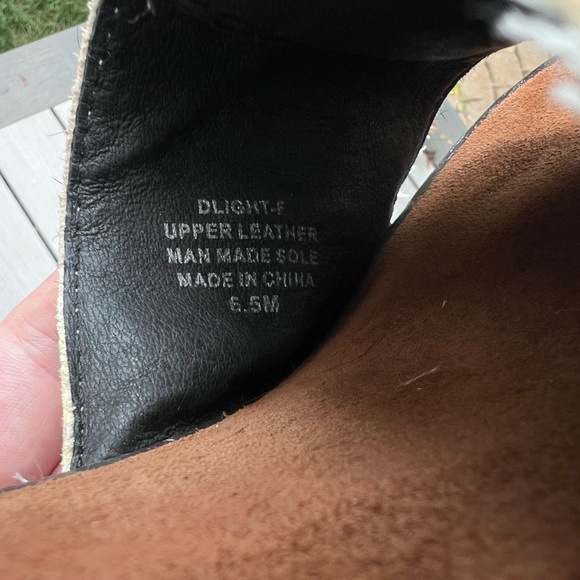 DLIGHT-F
UPPER LEATHER
MAN MADE SOLE
MADE IN CHINA
6.5M